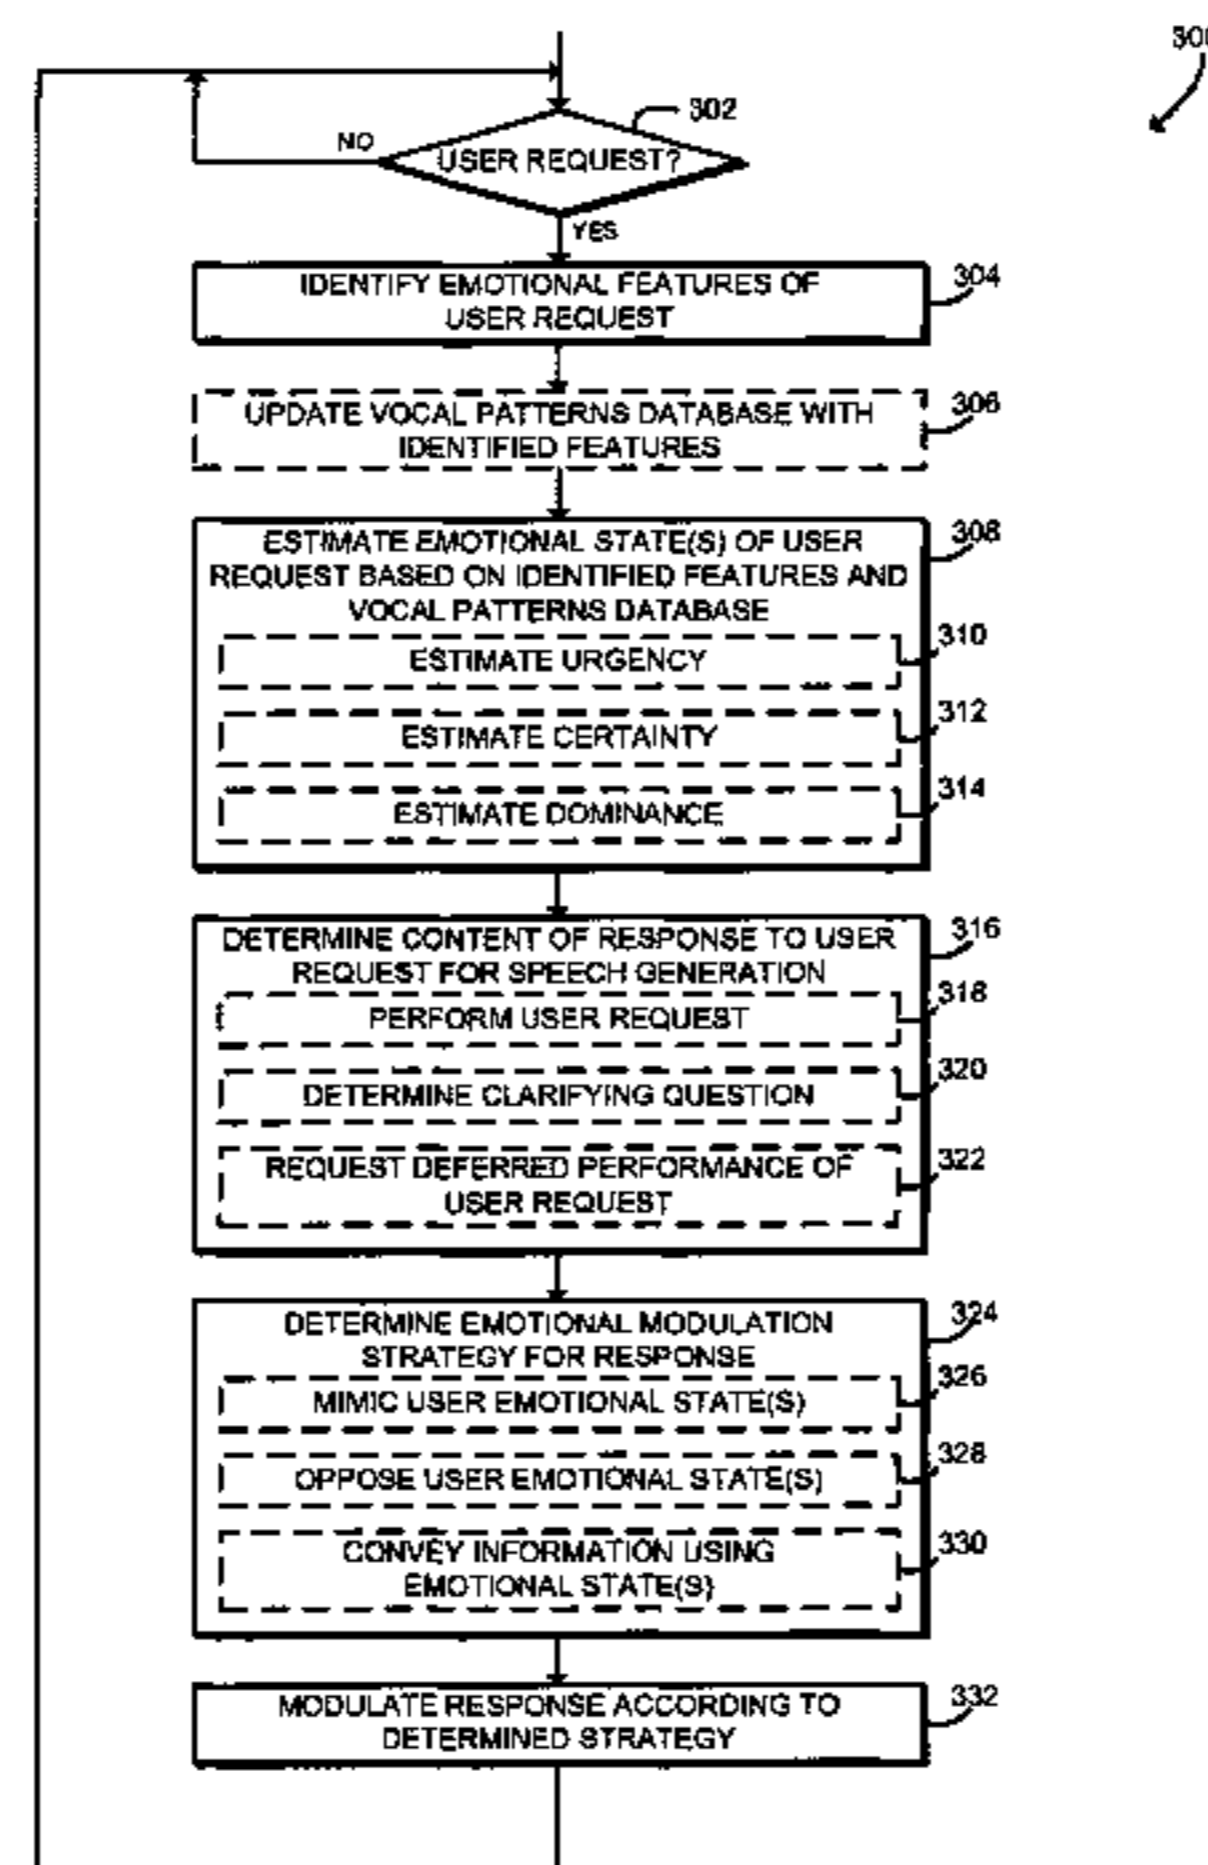 300
302
NO
USER REQUEST?
YES
IDENTIFY EMOTIONAL FEATURES OF
USER REQUEST
304
UPDATE VOCAL PATTERNS DATABASE WITH
IDENTIFIED FEATURES
306
ESTIMATE EMOTIONAL STATE(S) OF USER
REQUEST BASED ON IDENTIFIED FEATURES AND
VOCAL PATTERNS DATABASE
308
ESTIMATE URGENCY
310
ESTIMATE CERTAINTY
312
ESTIMATE DOMINANCE
314
DETERMINE CONTENT OF RESPONSE TO USER
REQUEST FOR SPEECH GENERATION
316
PERFORM USER REQUEST
318
DETERMINE CLARIFYING QUESTION
320
REQUEST DEFERRED PERFORMANCE OF
USER REQUEST
322
DETERMINE EMOTIONAL MODULATION
STRATEGY FOR RESPONSE
324
MIMIC USER EMOTIONAL STATE(S)
326
OPPOSE USER EMOTIONAL STATE(S)
328
CONVEY INFORMATION USING
EMOTIONAL STATE(S)
330
MODULATE RESPONSE ACCORDING TO
DETERMINED STRATEGY
332